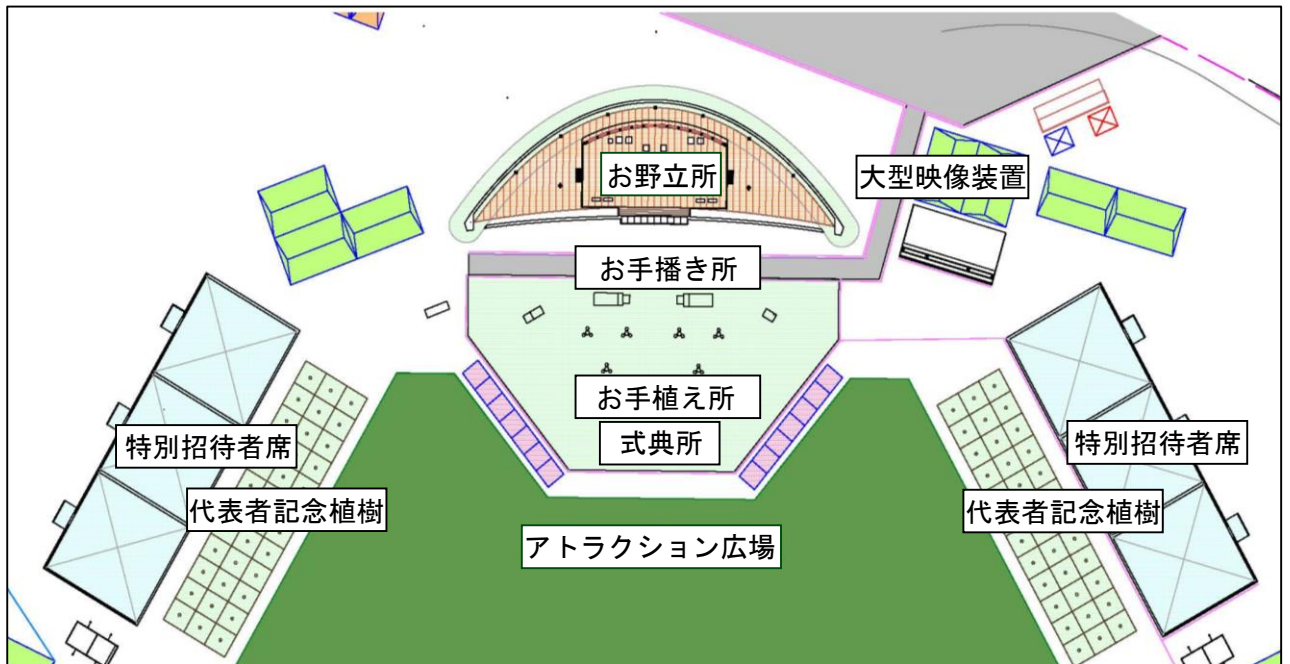 お野立所
大型映像装置
お手播き所
お手植え所
式典所
特別招待者席
特別招待者席
代表者記念植樹
代表者記念植樹
アトラクション広場